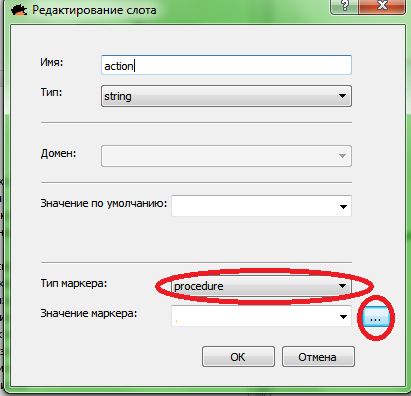 Редактирование слота
Имя: action
Тип: string
Домен:
Значение по умолчанию:
Тип маркера: procedure
Значение маркера: ...
OK Отмена